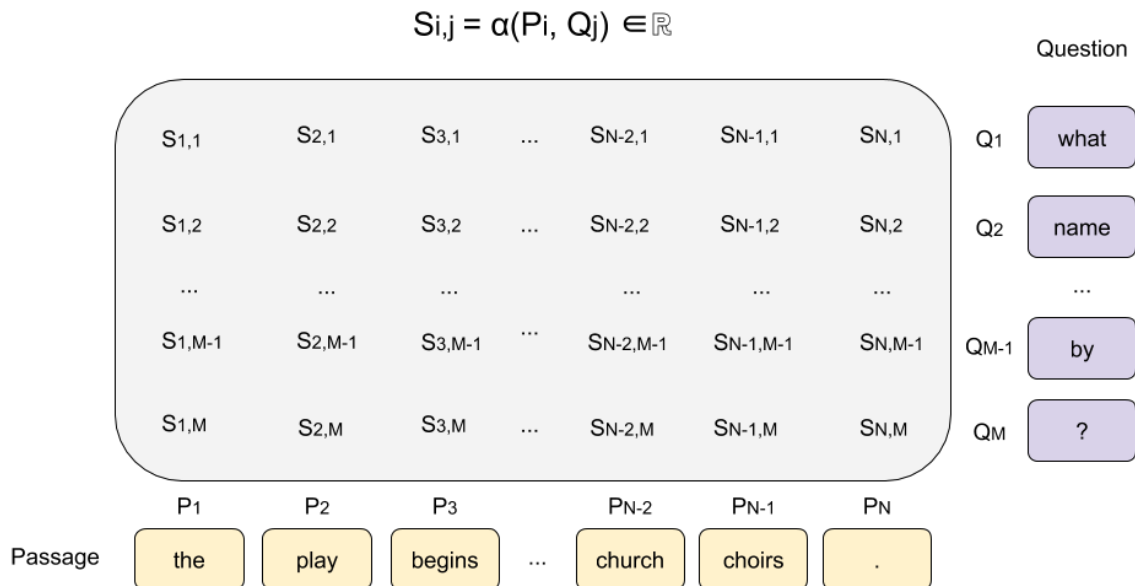 Si,j = α(Pi, Qj) ∈ ℝ
Question
S1,1 S2,1 S3,1 ... SN-2,1 SN-1,1 SN,1 Q1 what
S1,2 S2,2 S3,2 ... SN-2,2 SN-1,2 SN,2 Q2 name
... ... ... ... ... ... ...
S1,M-1 S2,M-1 S3,M-1 ... SN-2,M-1 SN-1,M-1 SN,M-1 QM-1 by
S1,M S2,M S3,M ... SN-2,M SN-1,M SN,M QM ?
P1 P2 P3 PN-2 PN-1 PN
Passage the play begins ... church choirs .